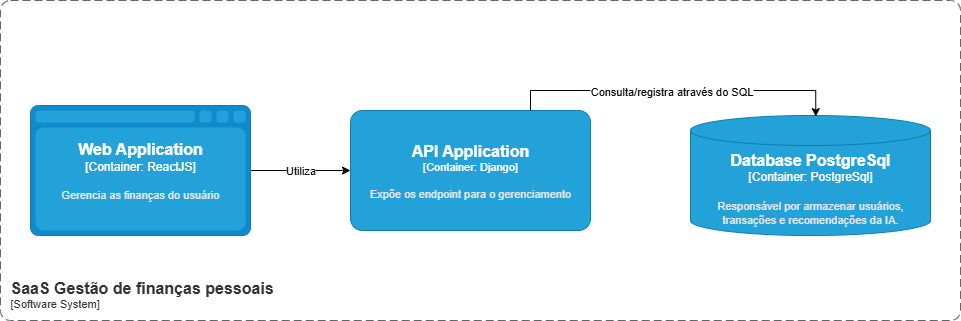 Consulta/registra através do SQL
Web Application
[Container: ReactJS]
Gerencia as finanças do usuário
Utiliza
API Application
[Container: Django]
Expõe os endpoint para o gerenciamento
Database PostgreSql
[Container: PostgreSql]
Responsável por armazenar usuários,
transações e recomendações da IA.
SaaS Gestão de finanças pessoais
[Software System]